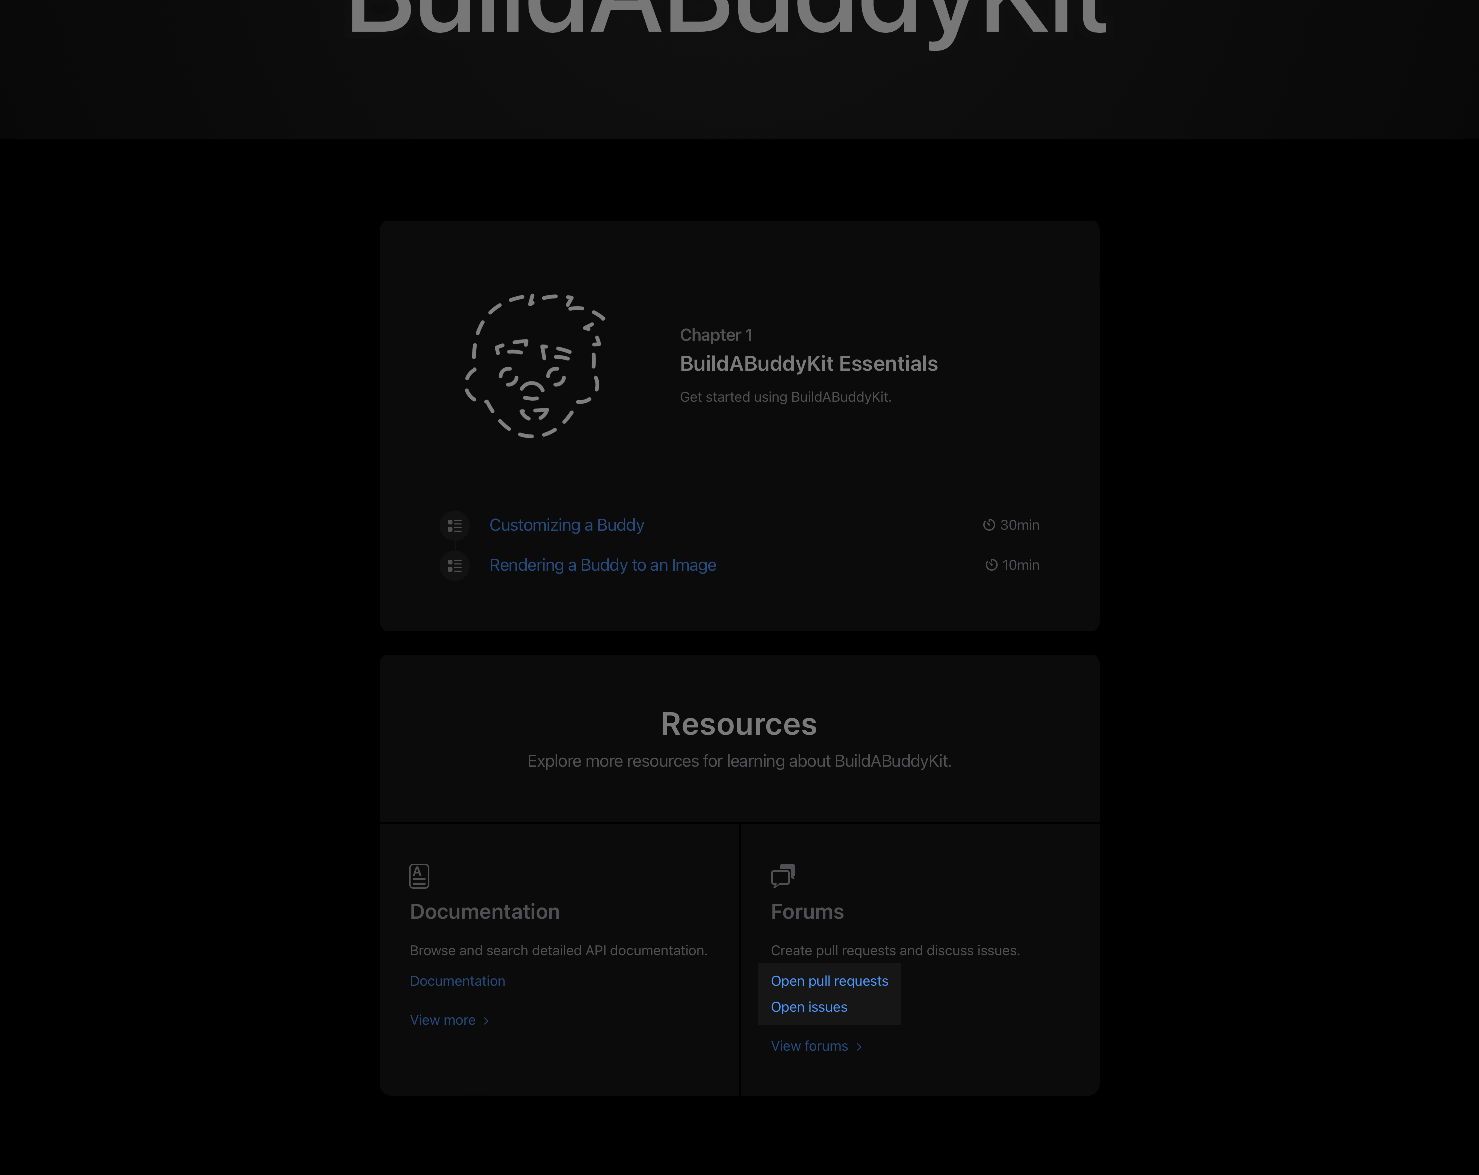 BuildABuddyKit
Chapter 1
BuildABuddyKit Essentials
Get started using BuildABuddyKit.
Customizing a Buddy
30min
Rendering a Buddy to an Image
10min
Resources
Explore more resources for learning about BuildABuddyKit.
Documentation
Browse and search detailed API documentation.
Documentation
View more
Forums
Create pull requests and discuss issues.
Open pull requests
Open issues
View forums